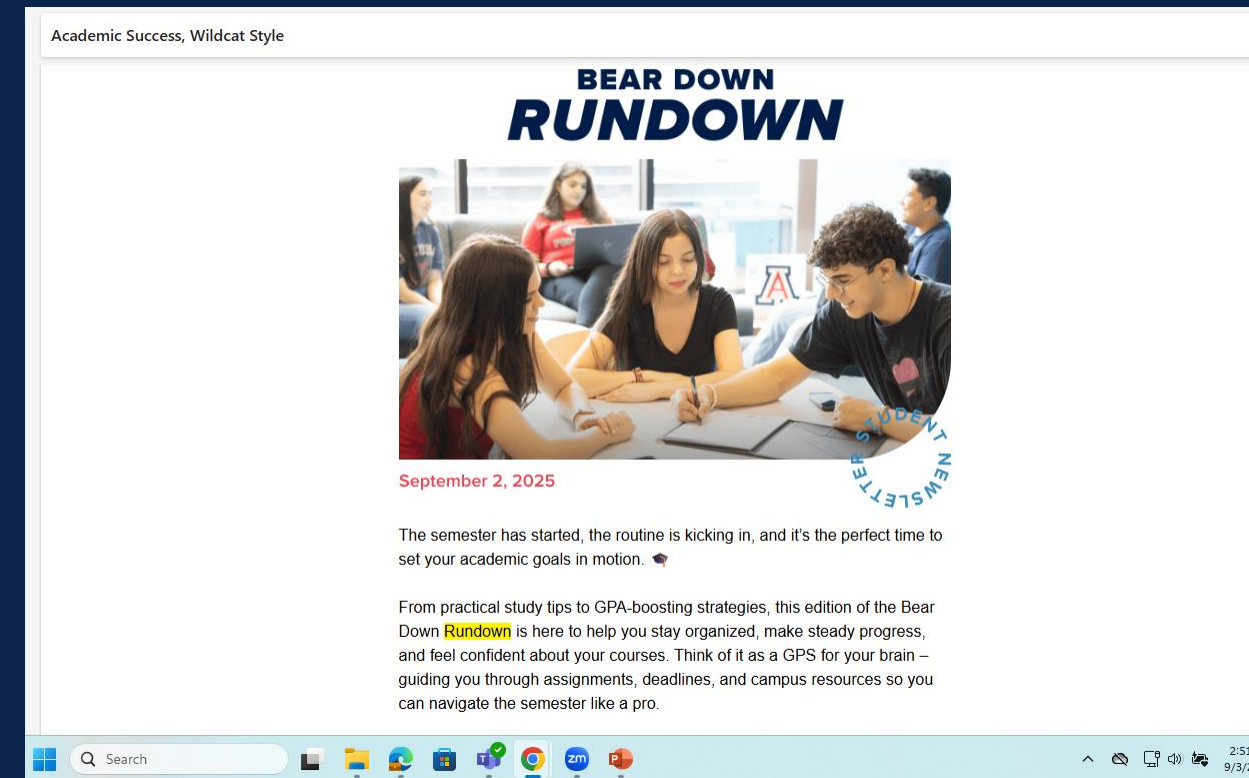 Academic Success, Wildcat Style
BEAR DOWN
RUNDOWN
A
STUDENT NEWSLETTER
September 2, 2025
The semester has started, the routine is kicking in, and it’s the perfect time to
set your academic goals in motion.
From practical study tips to GPA-boosting strategies, this edition of the Bear
Down Rundown is here to help you stay organized, make steady progress,
and feel confident about your courses. Think of it as a GPS for your brain –
guiding you through assignments, deadlines, and campus resources so you
can navigate the semester like a pro.
Search
zm
P